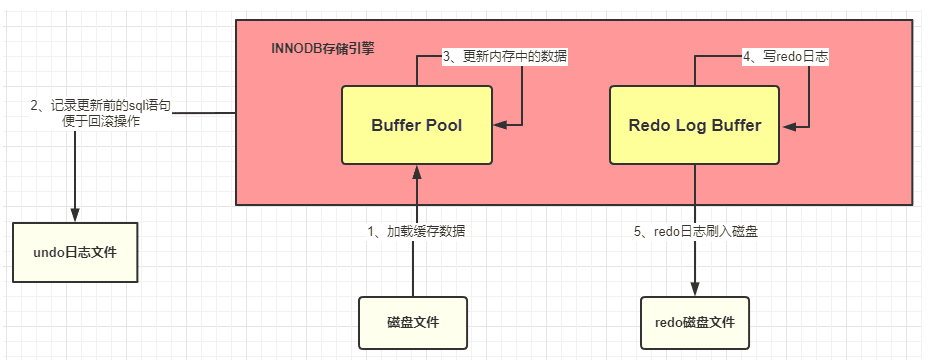 INNODB存储引擎
3、更新内存中的数据
4、写redo日志
2、记录更新前的sql语句
便于回滚操作
Buffer Pool
Redo Log Buffer
1、加载缓存数据
5、redo日志刷入磁盘
undo日志文件
磁盘文件
redo磁盘文件